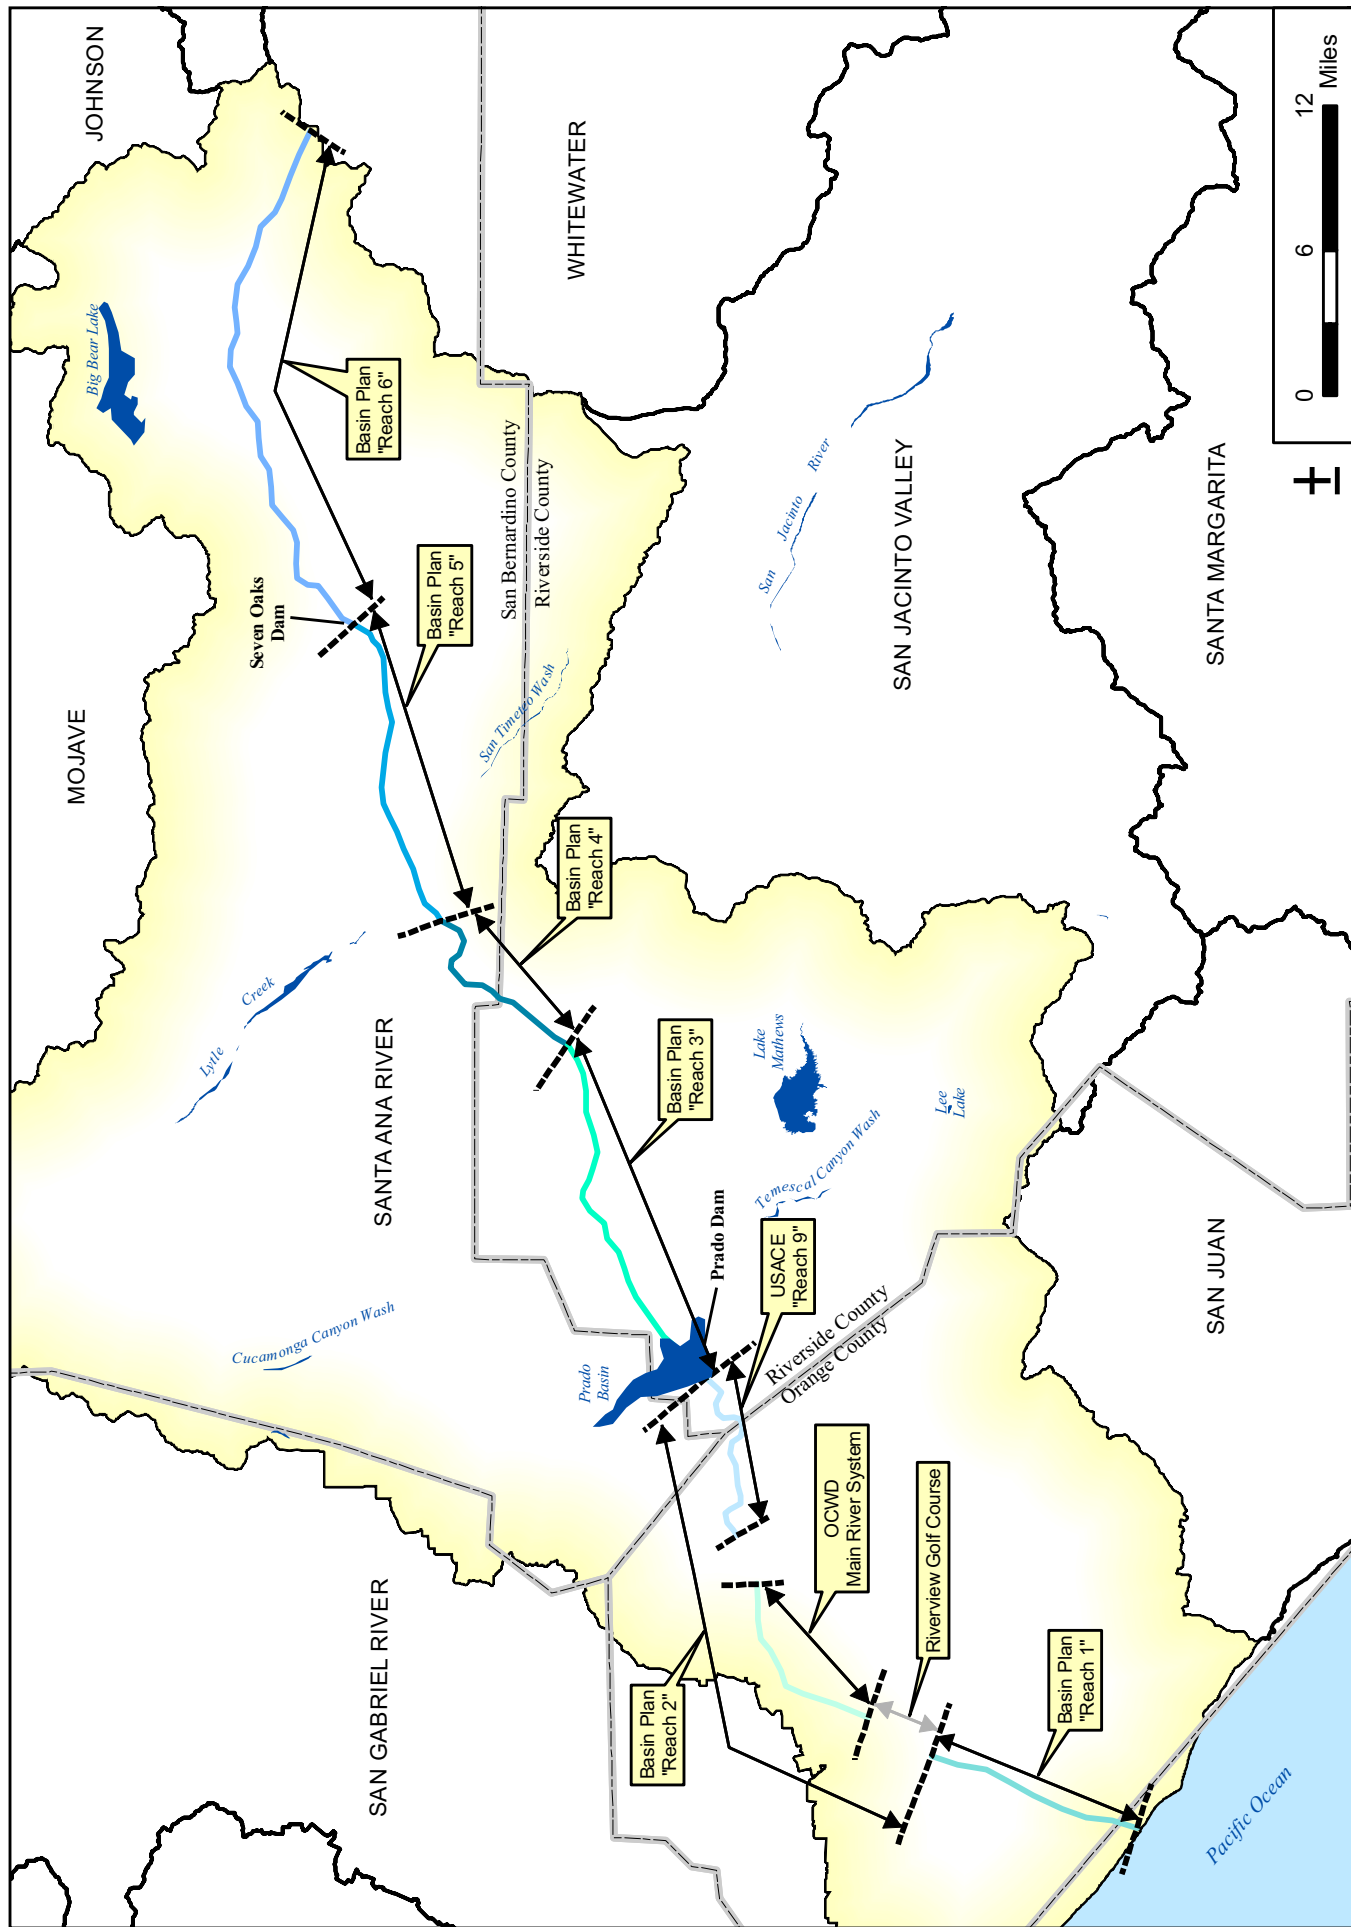 JOHNSON
Big Bear Lake
MOJAVE
WHITEWATER
Basin Plan
"Reach 6"
Seven Oaks
Dam
Basin Plan
"Reach 5"
San Bernardino County
Riverside County
San Timeteo Wash
San Jacinto River
SAN JACINTO VALLEY
SANTA MARGARITA
Basin Plan
"Reach 4"
Lytle Creek
SANTA ANA RIVER
Basin Plan
"Reach 3"
Lake
Mathews
Lee
Lake
Temescal Canyon Wash
Cucamonga Canyon Wash
Prado Dam
Prado
Basin
USACE
"Reach 9"
Riverside County
Orange County
SAN JUAN
OCWD
Main River System
Riverview Golf Course
SAN GABRIEL RIVER
Basin Plan
"Reach 2"
Basin Plan
"Reach 1"
Pacific Ocean
0 6 12
Miles